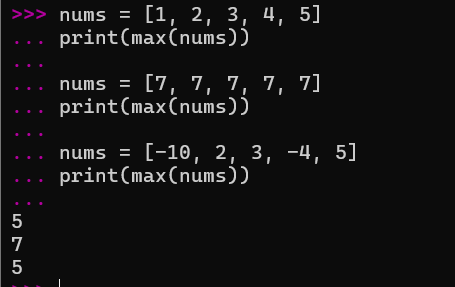 >>> nums = [1, 2, 3, 4, 5]
... print(max(nums))
...
... nums = [7, 7, 7, 7, 7]
... print(max(nums))
...
... nums = [-10, 2, 3, -4, 5]
... print(max(nums))
...
5
7
5
>>>